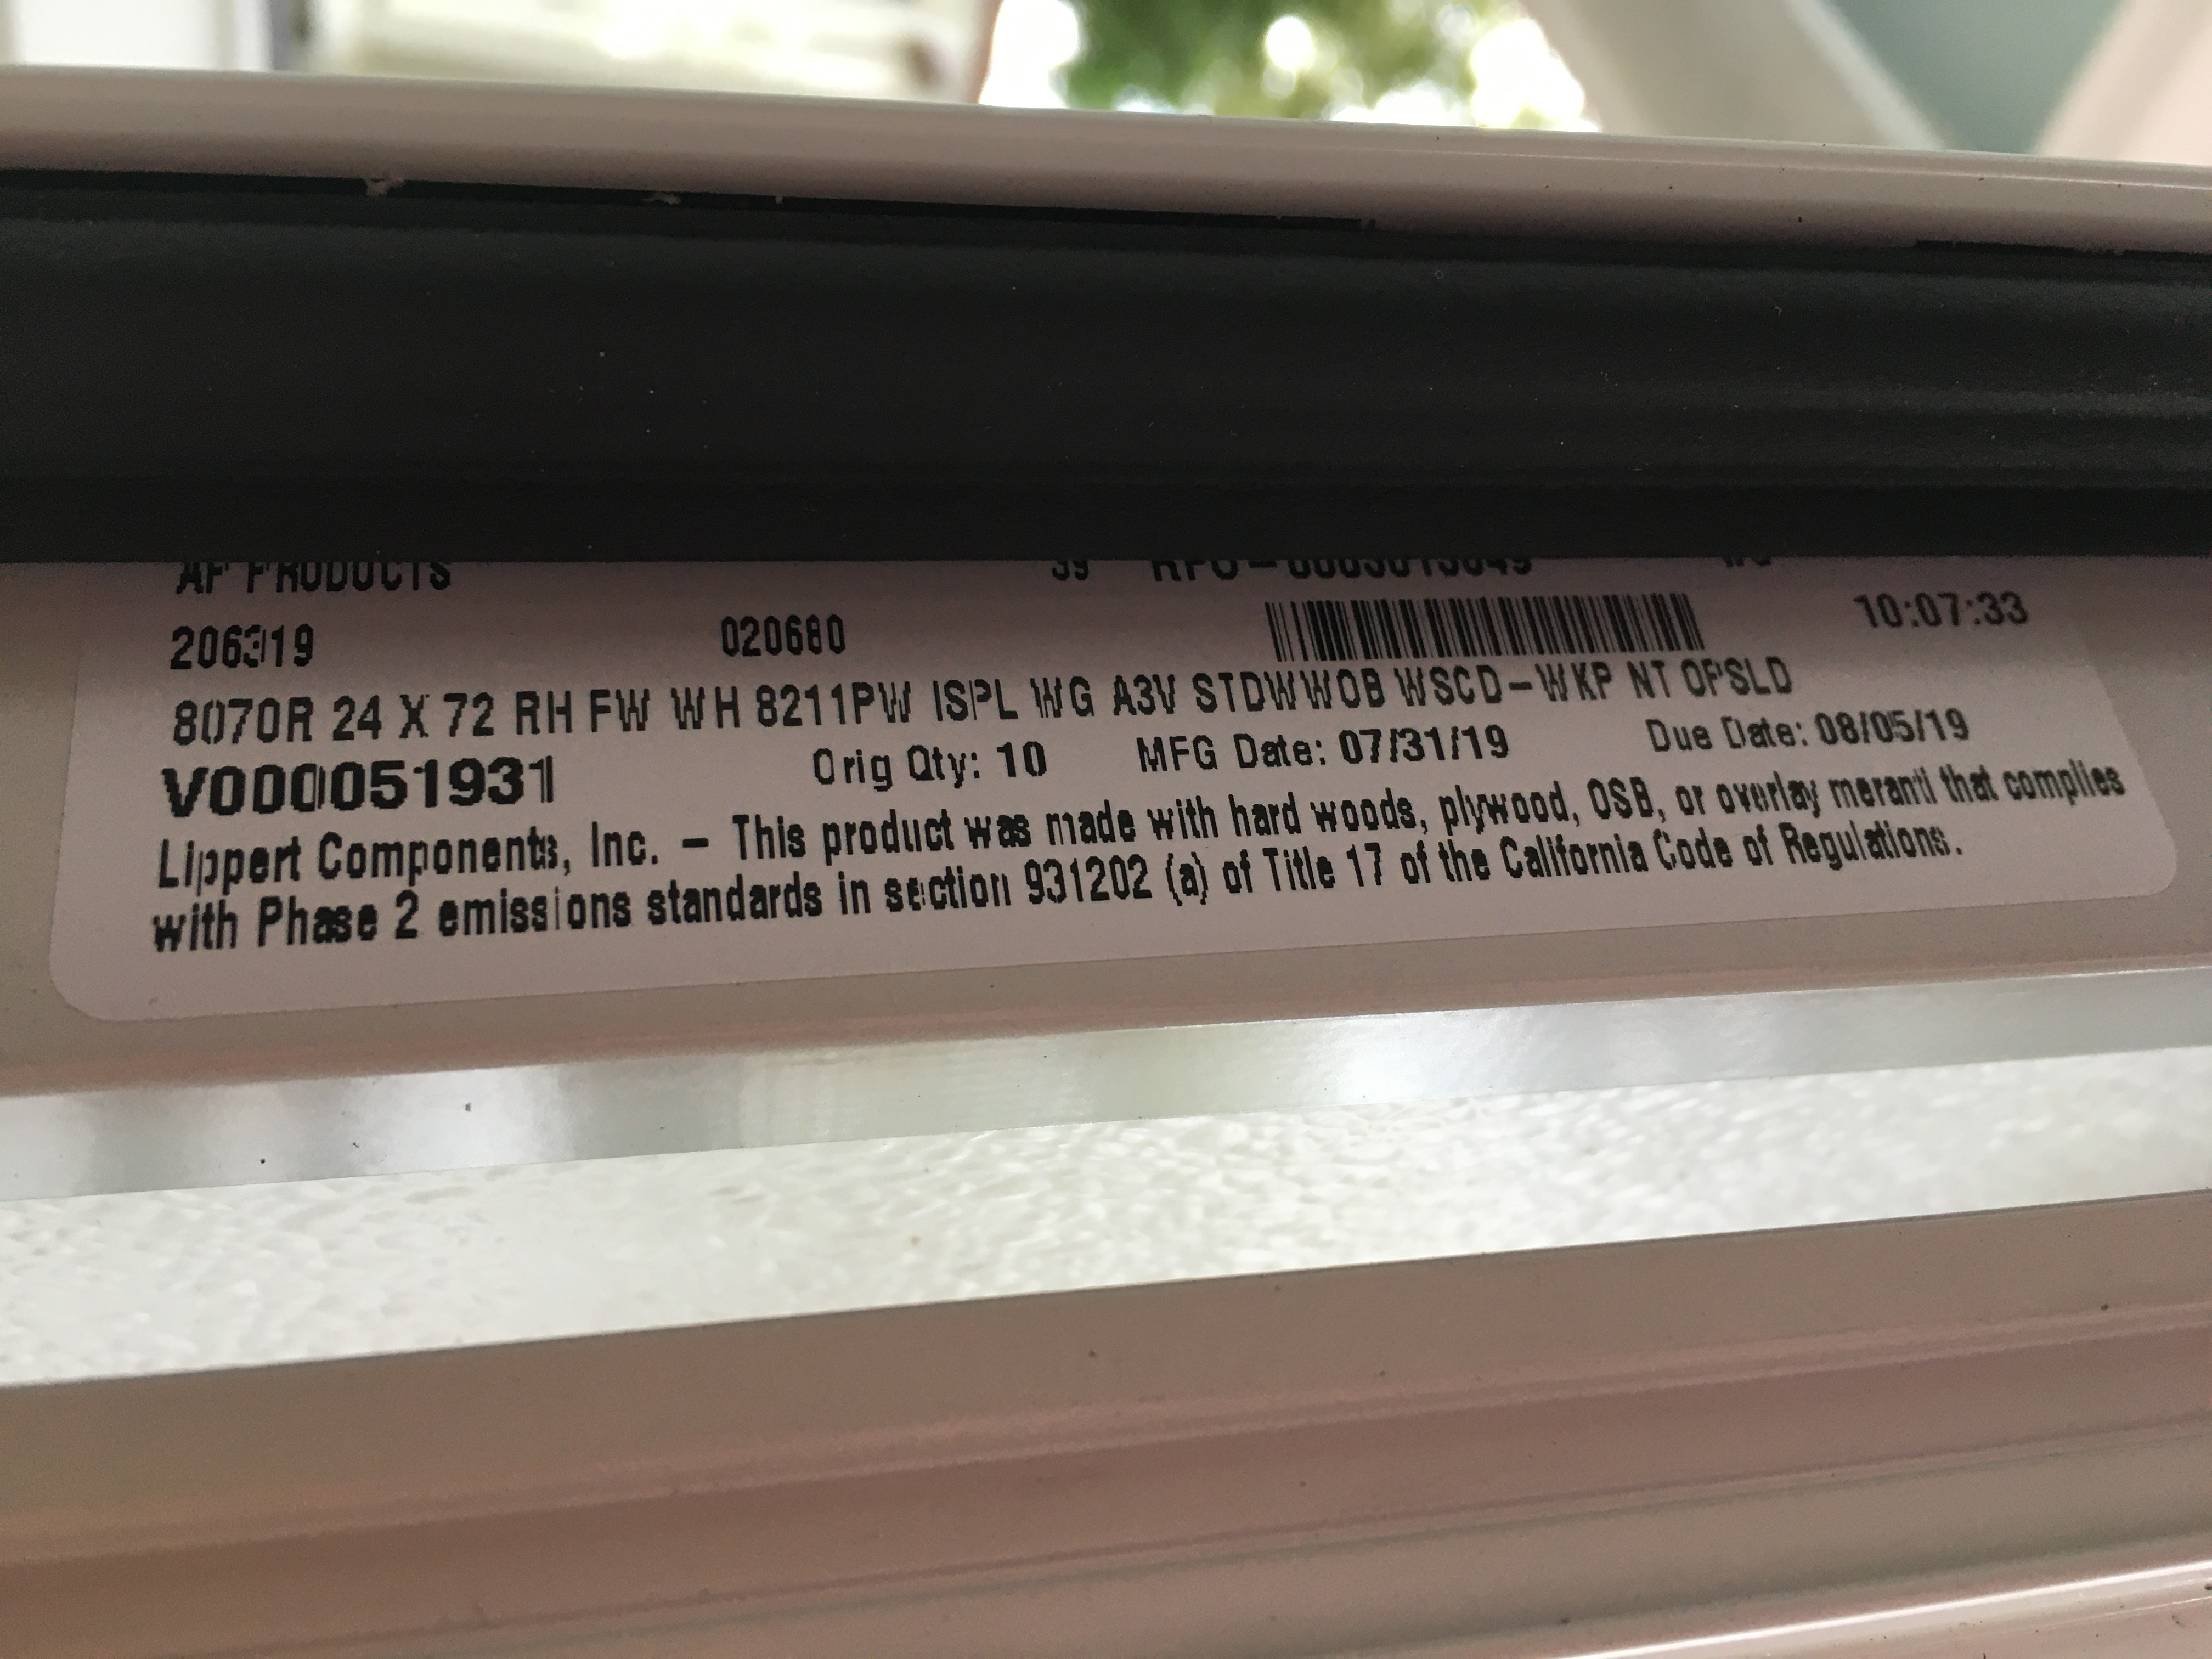 AP PRODUCTS 39
206319 020680 10:07:33
8070R 24 X 72 RH FW WH 8211PW ISPL WG A3V STDWWOB WSCD-WKP NT OPSLD
V000051931 Orig Qty: 10 MFG Date: 07/31/19 Due Date: 08/05/19
Lippert Components, Inc. - This product was made with hard woods, plywood, OSB, or overlay meranti that complies
with Phase 2 emissions standards in section 931202 (a) of Title 17 of the California Code of Regulations.